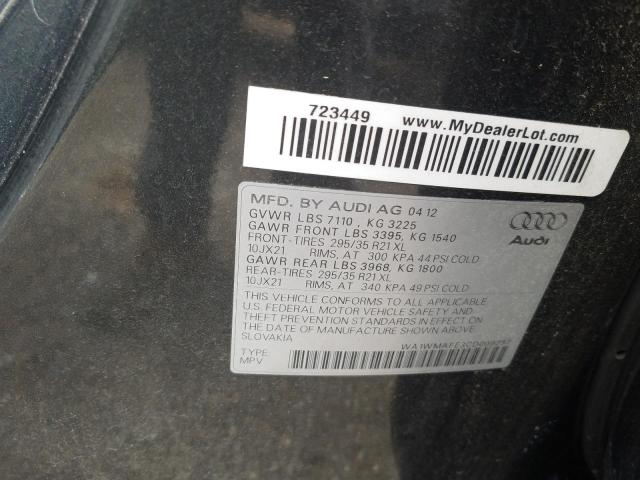 723449 www.MyDealerLot.com
MFD. BY AUDI AG 04 12
GVWR LBS 7110 , KG 3225
GAWR FRONT LBS 3395, KG 1540
FRONT-TIRES 295/35 R21 XL
10JX21 RIMS, AT 300 KPA 44 PSI COLD
GAWR REAR LBS 3968, KG 1800
REAR-TIRES 295/35 R21 XL
10JX21 RIMS, AT 340 KPA 49 PSI COLD
THIS VEHICLE CONFORMS TO ALL APPLICABLE
U.S. FEDERAL MOTOR VEHICLE SAFETY AND
THEFT PREVENTION STANDARDS IN EFFECT ON
THE DATE OF MANUFACTURE SHOWN ABOVE
SLOVAKIA
TYPE:
MPV
Audi